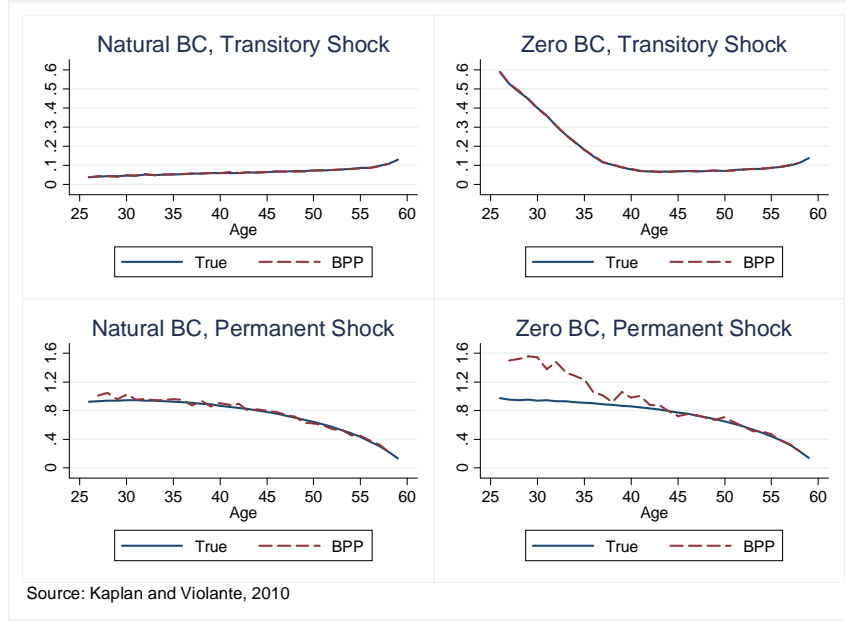 Natural BC, Transitory Shock
0 .1 .2 .3 .4 .5 .6
25 30 35 40 45 50 55 60
Age
True BPP
Zero BC, Transitory Shock
0 .1 .2 .3 .4 .5 .6
25 30 35 40 45 50 55 60
Age
True BPP
Natural BC, Permanent Shock
0 .4 .8 1.2 1.6
25 30 35 40 45 50 55 60
Age
True BPP
Zero BC, Permanent Shock
0 .4 .8 1.2 1.6
25 30 35 40 45 50 55 60
Age
True BPP
Source: Kaplan and Violante, 2010